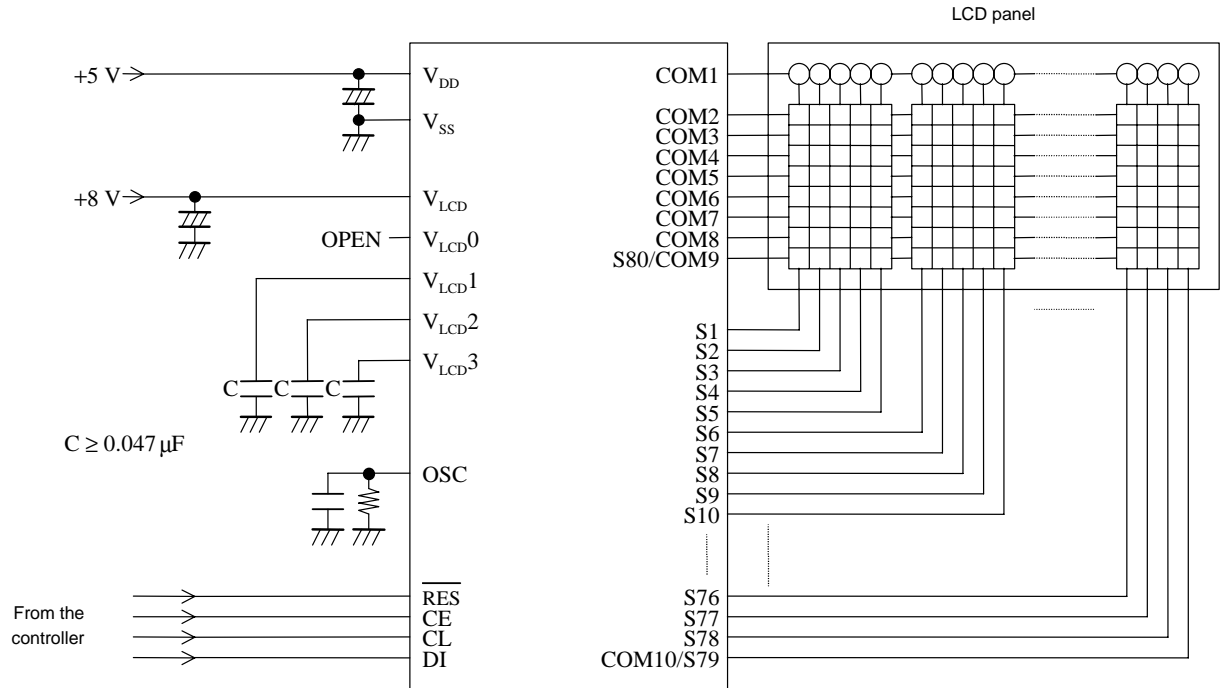 LCD panel
+5 V
VDD
COM1
COM2
VSS
COM3
COM4
COM5
+8 V
VLCD
COM6
COM7
OPEN
VLCD0
COM8
S80/COM9
VLCD1
VLCD2
S1
S2
VLCD3
S3
C
C
C
S4
S5
S6
C ≥ 0.047 μF
S7
OSC
S8
S9
S10
RES
S76
From the
controller
CE
S77
CL
S78
DI
COM10/S79